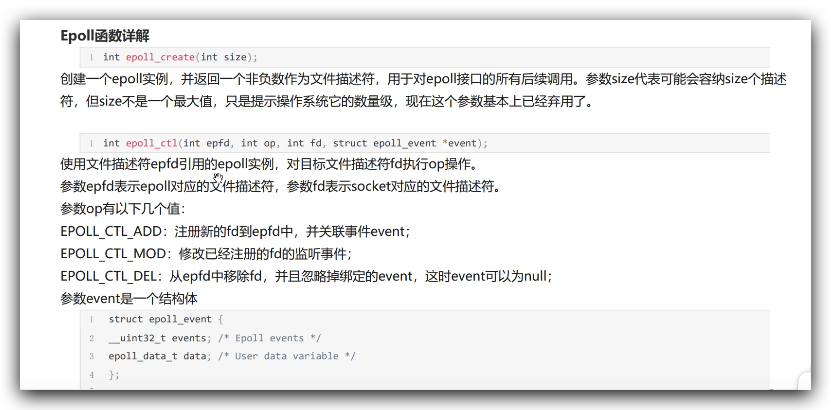 Epoll函数详解
1 int epoll_create(int size);
创建一个epoll实例，并返回一个非负数作为文件描述符，用于对epoll接口的所有后续调用。参数size代表可能会容纳size个描述
符，但size不是一个最大值，只是提示操作系统它的数量级，现在这个参数基本上已经弃用了。
1 int epoll_ctl(int epfd, int op, int fd, struct epoll_event *event);
使用文件描述符epfd引用的epoll实例，对目标文件描述符fd执行op操作。
参数epfd表示epoll对应的文件描述符，参数fd表示socket对应的文件描述符。
参数op有以下几个值：
EPOLL_CTL_ADD：注册新的fd到epfd中，并关联事件event；
EPOLL_CTL_MOD：修改已经注册的fd的监听事件；
EPOLL_CTL_DEL：从epfd中移除fd，并且忽略掉绑定的event，这时event可以为null；
参数event是一个结构体
1 struct epoll_event {
2 __uint32_t events; /* Epoll events */
3 epoll_data_t data; /* User data variable */
4 };